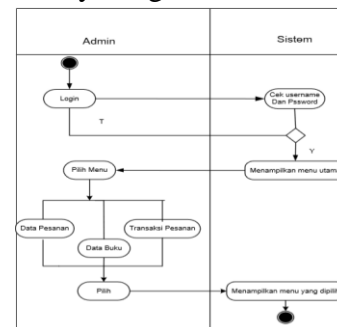 Admin
Sistem
Login
Cek username
Dan Pssword
T
Y
Pilih Menu
Menampilkan menu utam
Data Pesanan
Transaksi Pesanan
Data Buku
Pilih
Menampilkan menu yang dipili